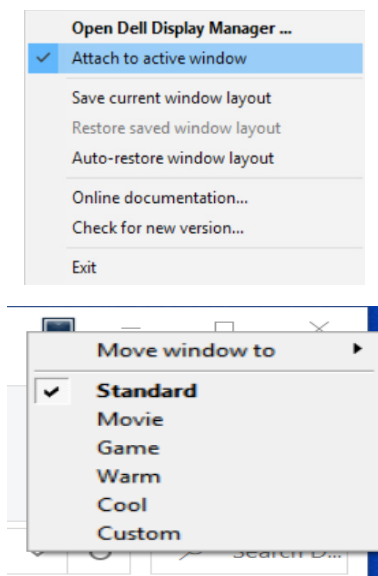 Open Dell Display Manager ...
Attach to active window
Save current window layout
Restore saved window layout
Auto-restore window layout
Online documentation...
Check for new version...
Exit
Move window to
Standard
Movie
Game
Warm
Cool
Custom
Search D...